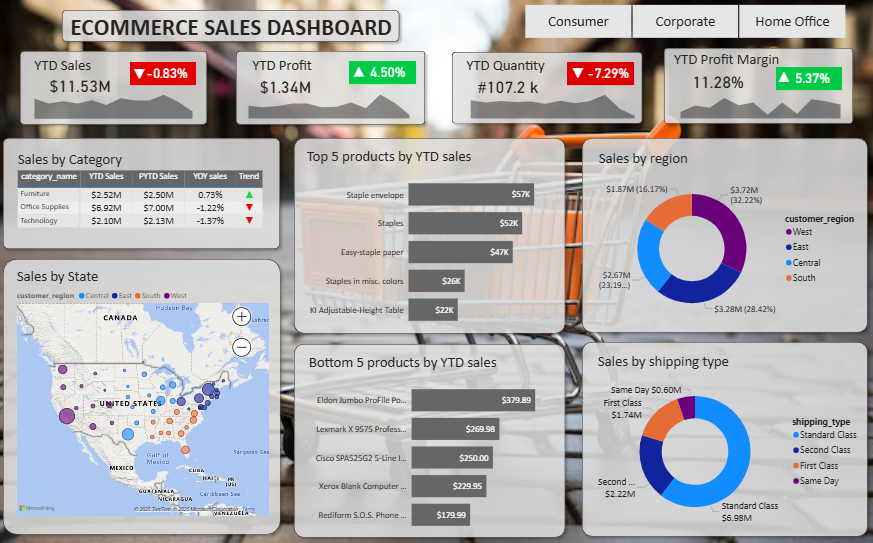 ECOMMERCE SALES DASHBOARD
Consumer
Corporate
Home Office
YTD Sales
$11.53M
▼-0.83%
YTD Profit
$1.34M
▲ 4.50%
YTD Quantity
#107.2 k
▼-7.29%
YTD Profit Margin
11.28%
▲ 5.37%
Sales by Category
category_name YTD Sales PYTD Sales YOY sales Trend
Furniture $2.52M $2.50M 0.73% ▲
Office Supplies $6.92M $7.00M -1.22% ▼
Technology $2.10M $2.13M -1.37% ▼
Top 5 products by YTD sales
Staple envelope $57K
Staples $52K
Easy-staple paper $47K
Staples in misc. colors $26K
KI Adjustable-Height Table $22K
Sales by region
$1.87M (16.17%)
$3.72M
(32.22%)
$2.67M
(23.19...)
$3.28M (28.42%)
customer_region
West
East
Central
South
Sales by State
customer_region Central East South West
Hudson Bay
CANADA
UNITED STATES
Gulf of
Mexico
MEXICO
CUBA
HAITI
PR
(US)
Sargasso Sea
Caribbean Sea
GUATEMALA
NICARAGUA
VENEZUELA
Microsoft Bing
© 2025 TomTom, © 2025 Microsoft Corporation Terms
Bottom 5 products by YTD sales
Eldon Jumbo ProFile Po... $379.89
Lexmark X 9575 Profess... $269.98
Cisco SPA525G2 5-Line I... $250.00
Xerox Blank Computer ... $229.95
Rediform S.O.S. Phone ... $179.99
Sales by shipping type
Same Day $0.60M
First Class
$1.74M
Second ...
$2.22M
Standard Class
$6.98M
shipping_type
Standard Class
Second Class
First Class
Same Day